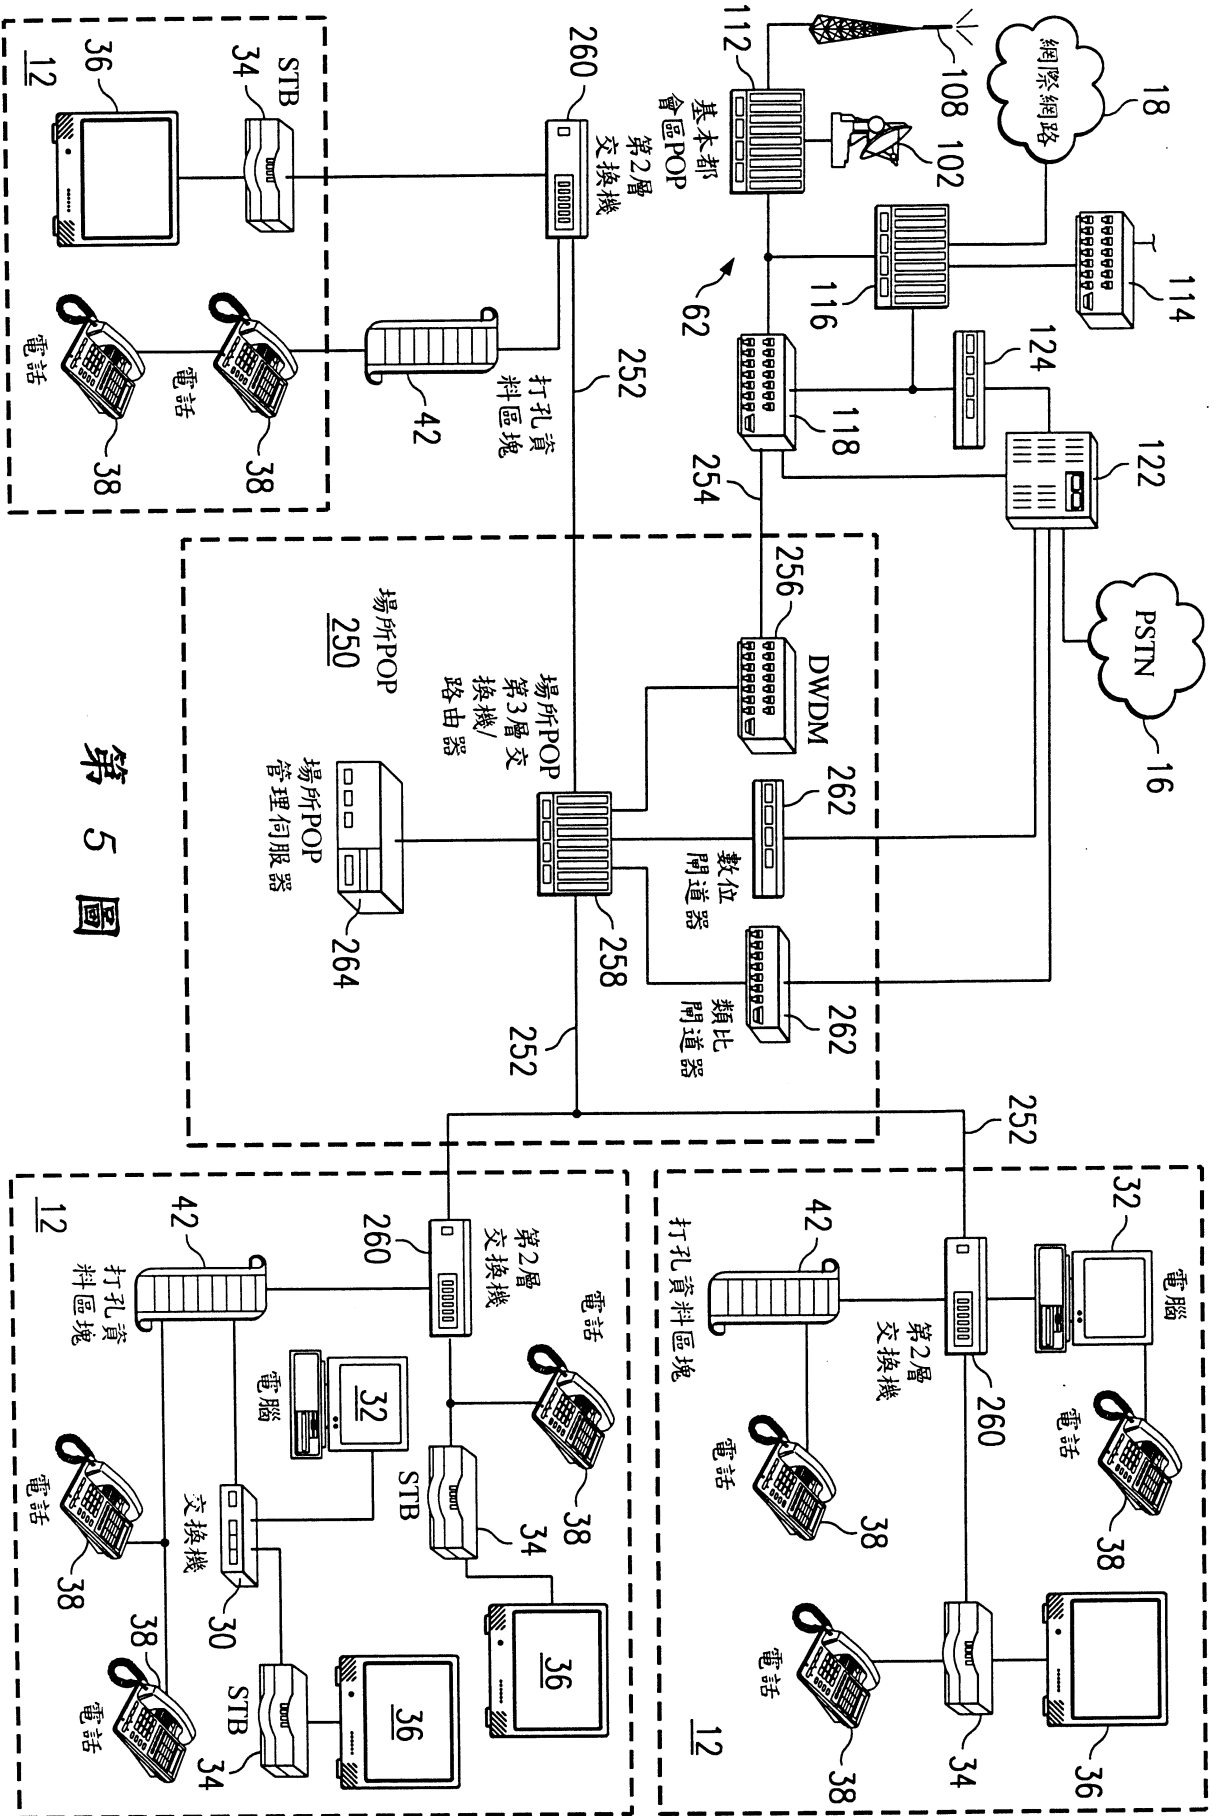 18
114
122
16
PSTN
網際網路
124
108
102
112
基本都
會區POP
116
118
62
254
252
32
電腦
電話
38
36
252
260
第2層
交換機
34
42
打孔資料區塊
電話
38
電話
38
12
256
DWDM
262
數位
閘道器
262
類比
閘道器
258
場所POP
第3層交
換機/
路由器
252
場所POP
250
場所POP
管理伺服器
264
260
第2層
交換機
打孔資
料區塊
42
STB
34
36
12
電話
38
電話
38
電話
38
第2層
交換機
260
STB
34
36
32
電腦
42
打孔資
料區塊
12
交換機
30
STB
34
36
電話
38
電話
38
第 5 圖